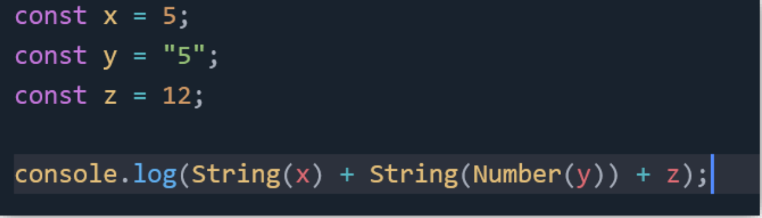 const x = 5;
const y = "5";
const z = 12;
console.log(String(x) + String(Number(y)) + z);